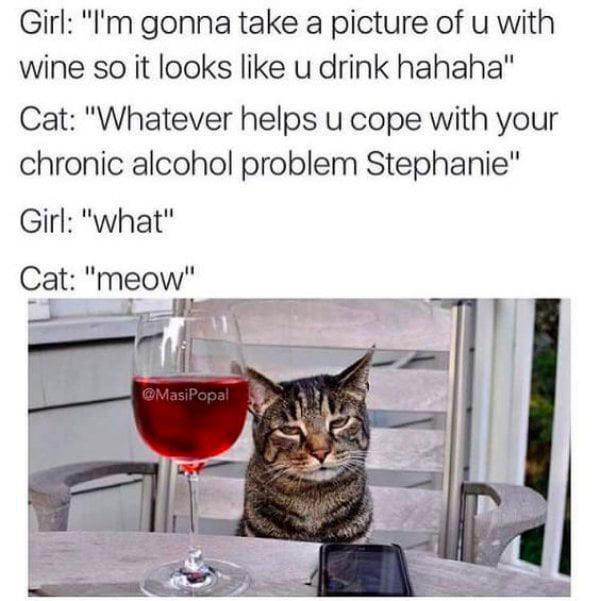 Girl: "I'm gonna take a picture of u with
wine so it looks like u drink hahaha"
Cat: "Whatever helps u cope with your
chronic alcohol problem Stephanie"
Girl: "what"
Cat: "meow"
@MasiPopal